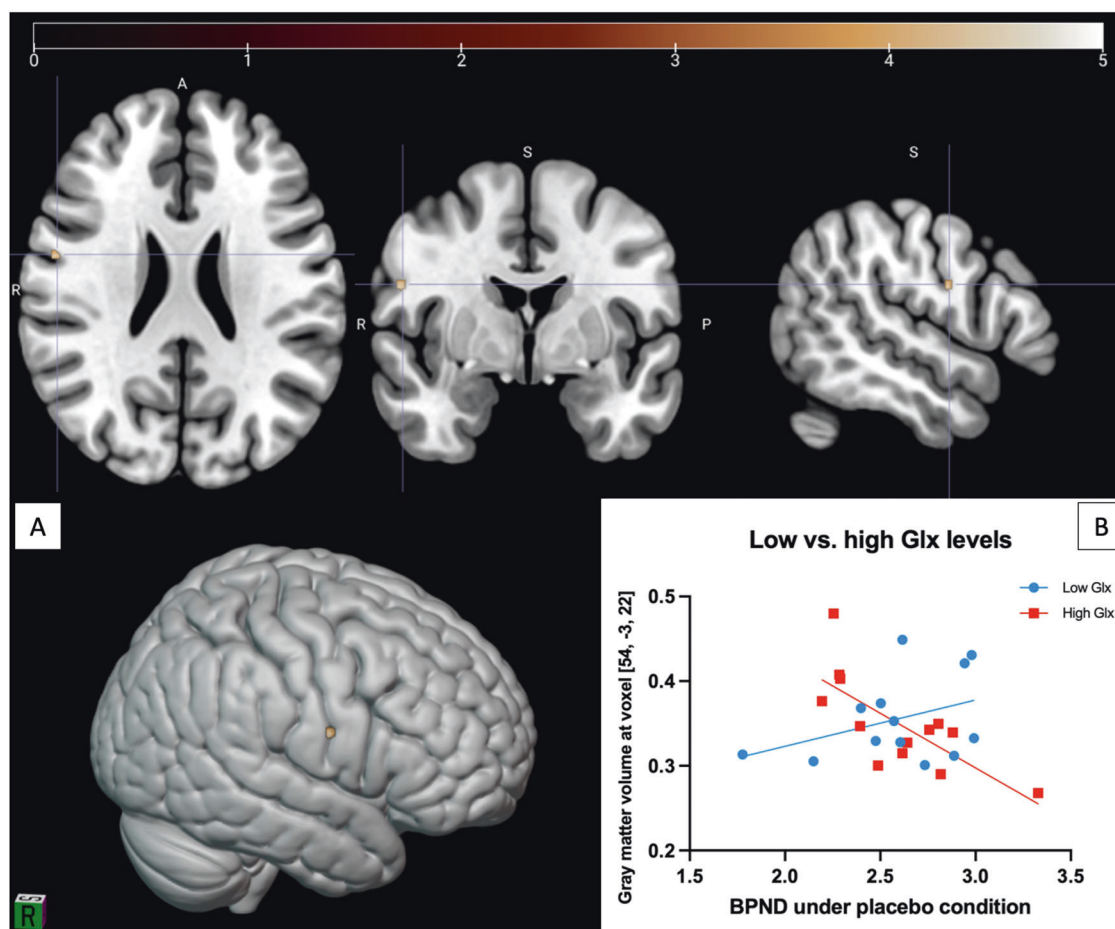 0 1 2 3 4 5
A
S
S
R
R
P
A
B
Low vs. high Glx levels
Low Glx
High Glx
Gray matter volume at voxel [54, -3, 22]
0.5
0.4
0.3
0.2
1.5 2.0 2.5 3.0 3.5
BPND under placebo condition
S
R